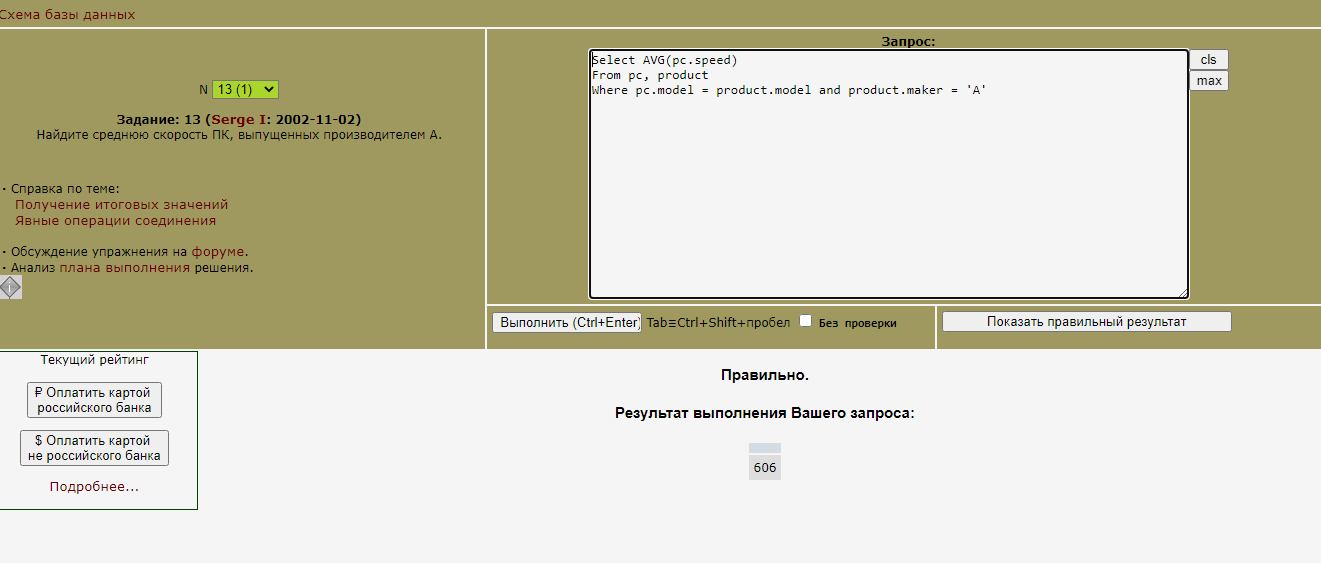 Схема базы данных
N 13 (1)
Задание: 13 (Serge I: 2002-11-02)
Найдите среднюю скорость ПК, выпущенных производителем A.
· Справка по теме:
Получение итоговых значений
Явные операции соединения
· Обсуждение упражнения на форуме.
· Анализ плана выполнения решения.
Запрос:
Select AVG(pc.speed)
From pc, product
Where pc.model = product.model and product.maker = 'A'
cls
max
Выполнить (Ctrl+Enter) Tab≡Ctrl+Shift+пробел Без проверки
Показать правильный результат
Текущий рейтинг
₽ Оплатить картой
российского банка
$ Оплатить картой
не российского банка
Подробнее...
Правильно.
Результат выполнения Вашего запроса:
606